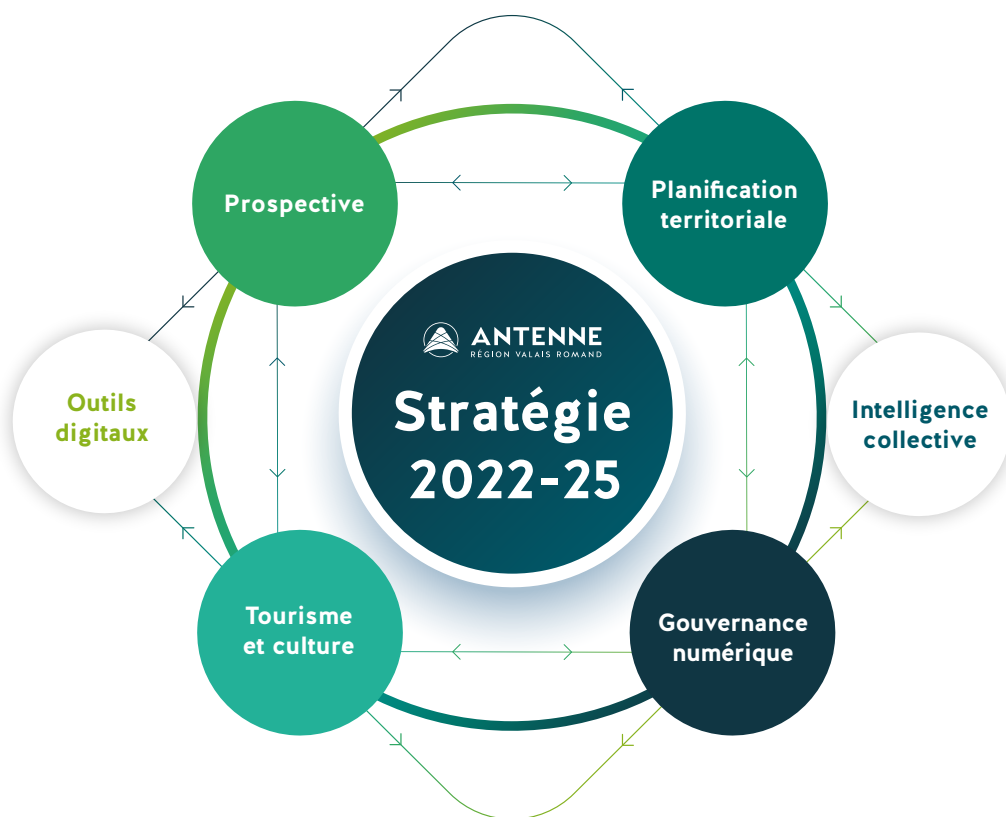 Prospective
Planification
territoriale
ANTENNE
RÉGION VALAIS ROMAND
Stratégie
2022-25
Outils
digitaux
Intelligence
collective
Tourisme
et culture
Gouvernance
numérique